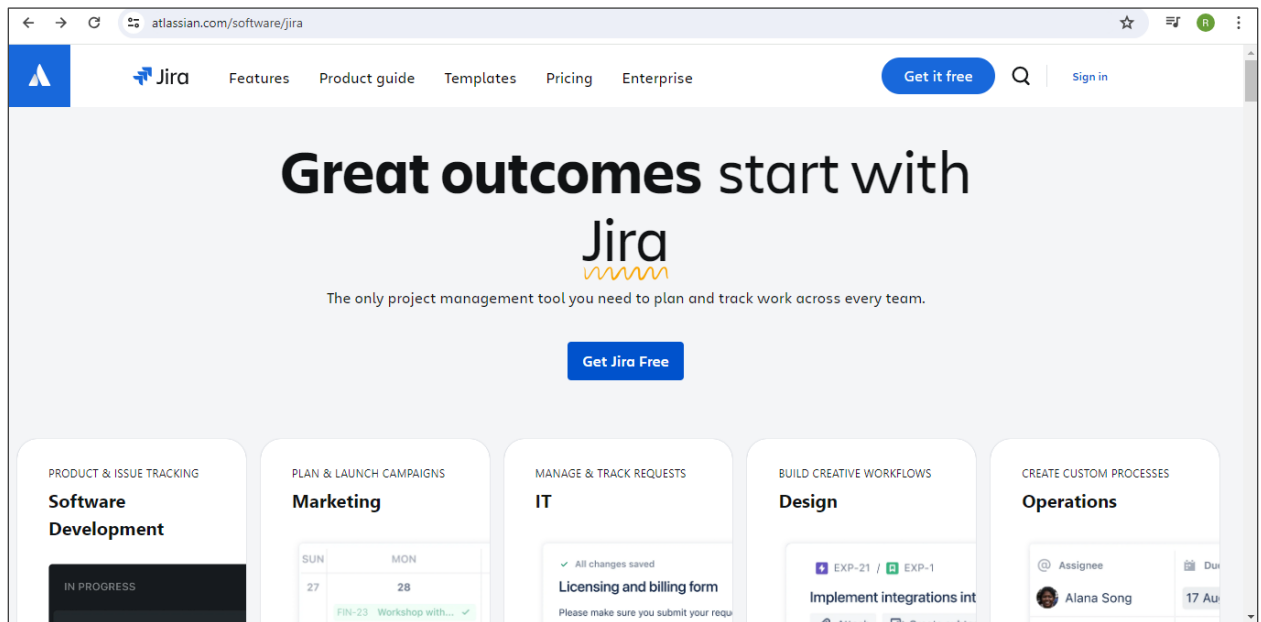 atlassian.com/software/jira
R
Jira Features Product guide Templates Pricing Enterprise Get it free Sign in
Great outcomes start with
Jira
The only project management tool you need to plan and track work across every team.
Get Jira Free
PRODUCT & ISSUE TRACKING
Software
Development
IN PROGRESS
PLAN & LAUNCH CAMPAIGNS
Marketing
SUN MON
27 28
FIN-23 Workshop with...
MANAGE & TRACK REQUESTS
IT
All changes saved
Licensing and billing form
Please make sure you submit your
BUILD CREATIVE WORKFLOWS
Design
EXP-21 / EXP-1
Implement integrations
CREATE CUSTOM PROCESSES
Operations
@ Assignee
Alana Song 17